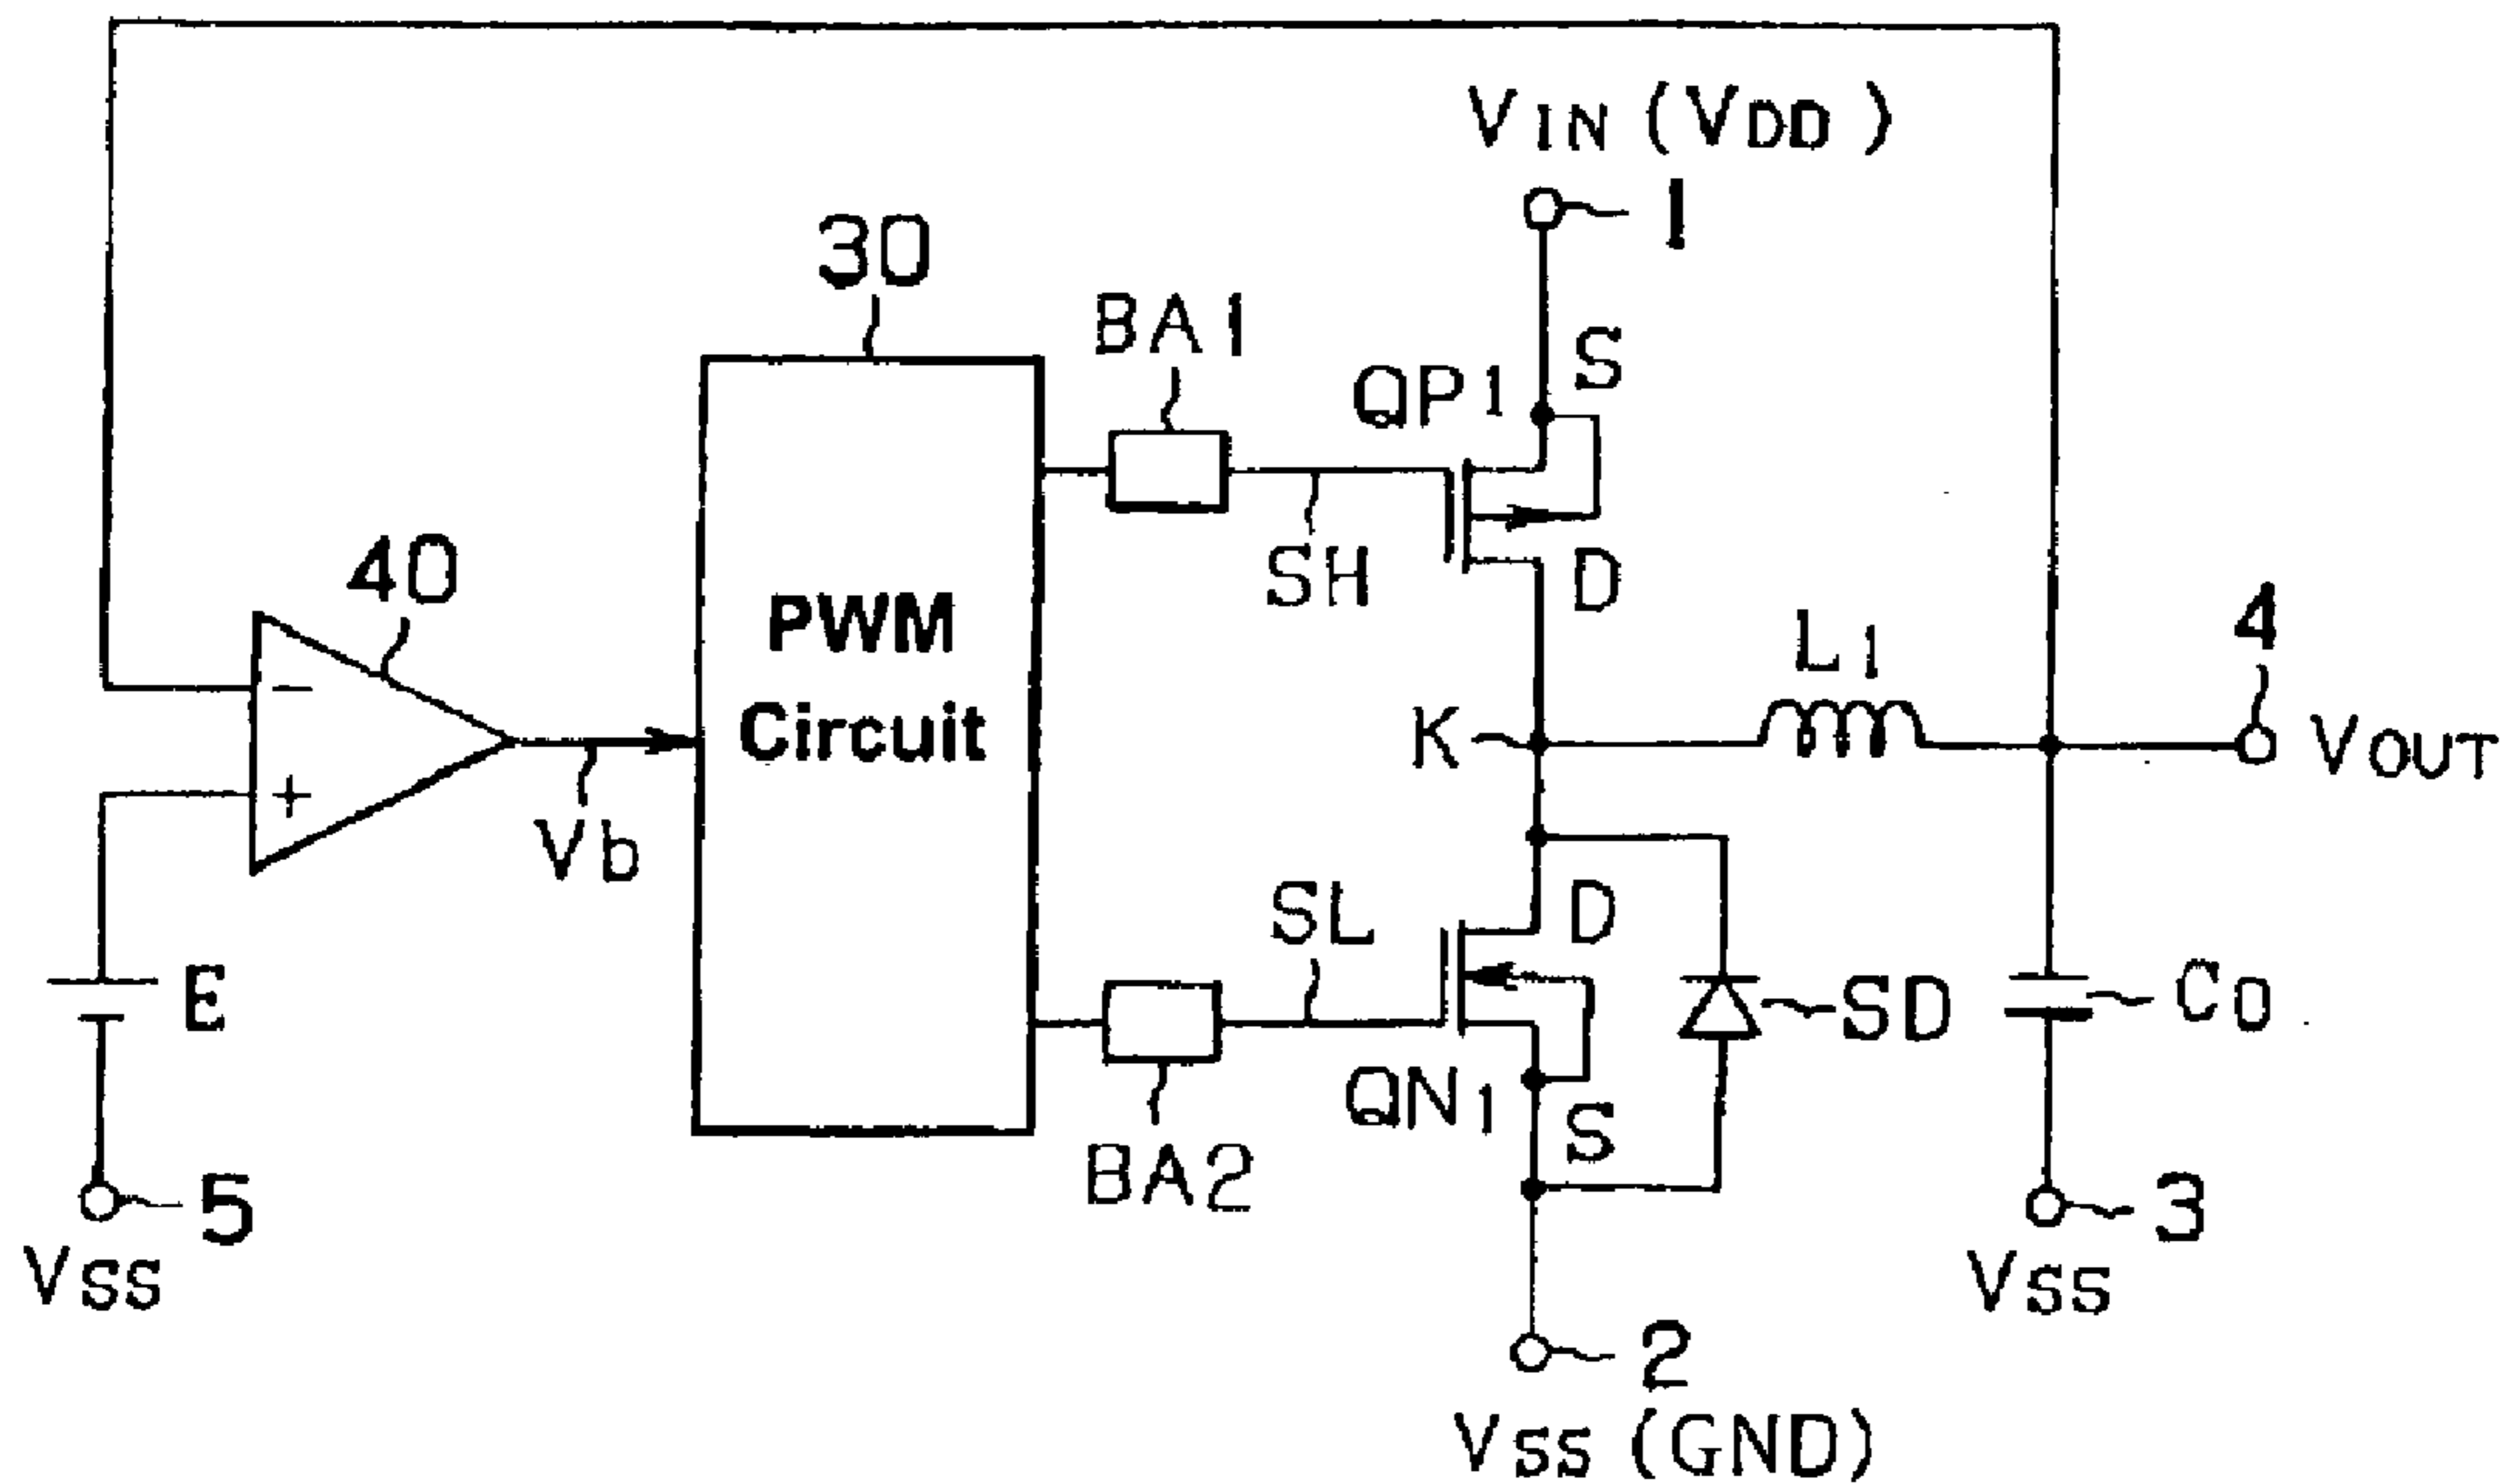 VIN (VDD)
1
30
BA1
S
QP1
40
SH
D
PWM
Circuit
L1
4
K
VOUT
−
+
Vb
SL
D
E
SD
CO
QN1
S
BA2
5
3
VSS
VSS
2
VSS (GND)